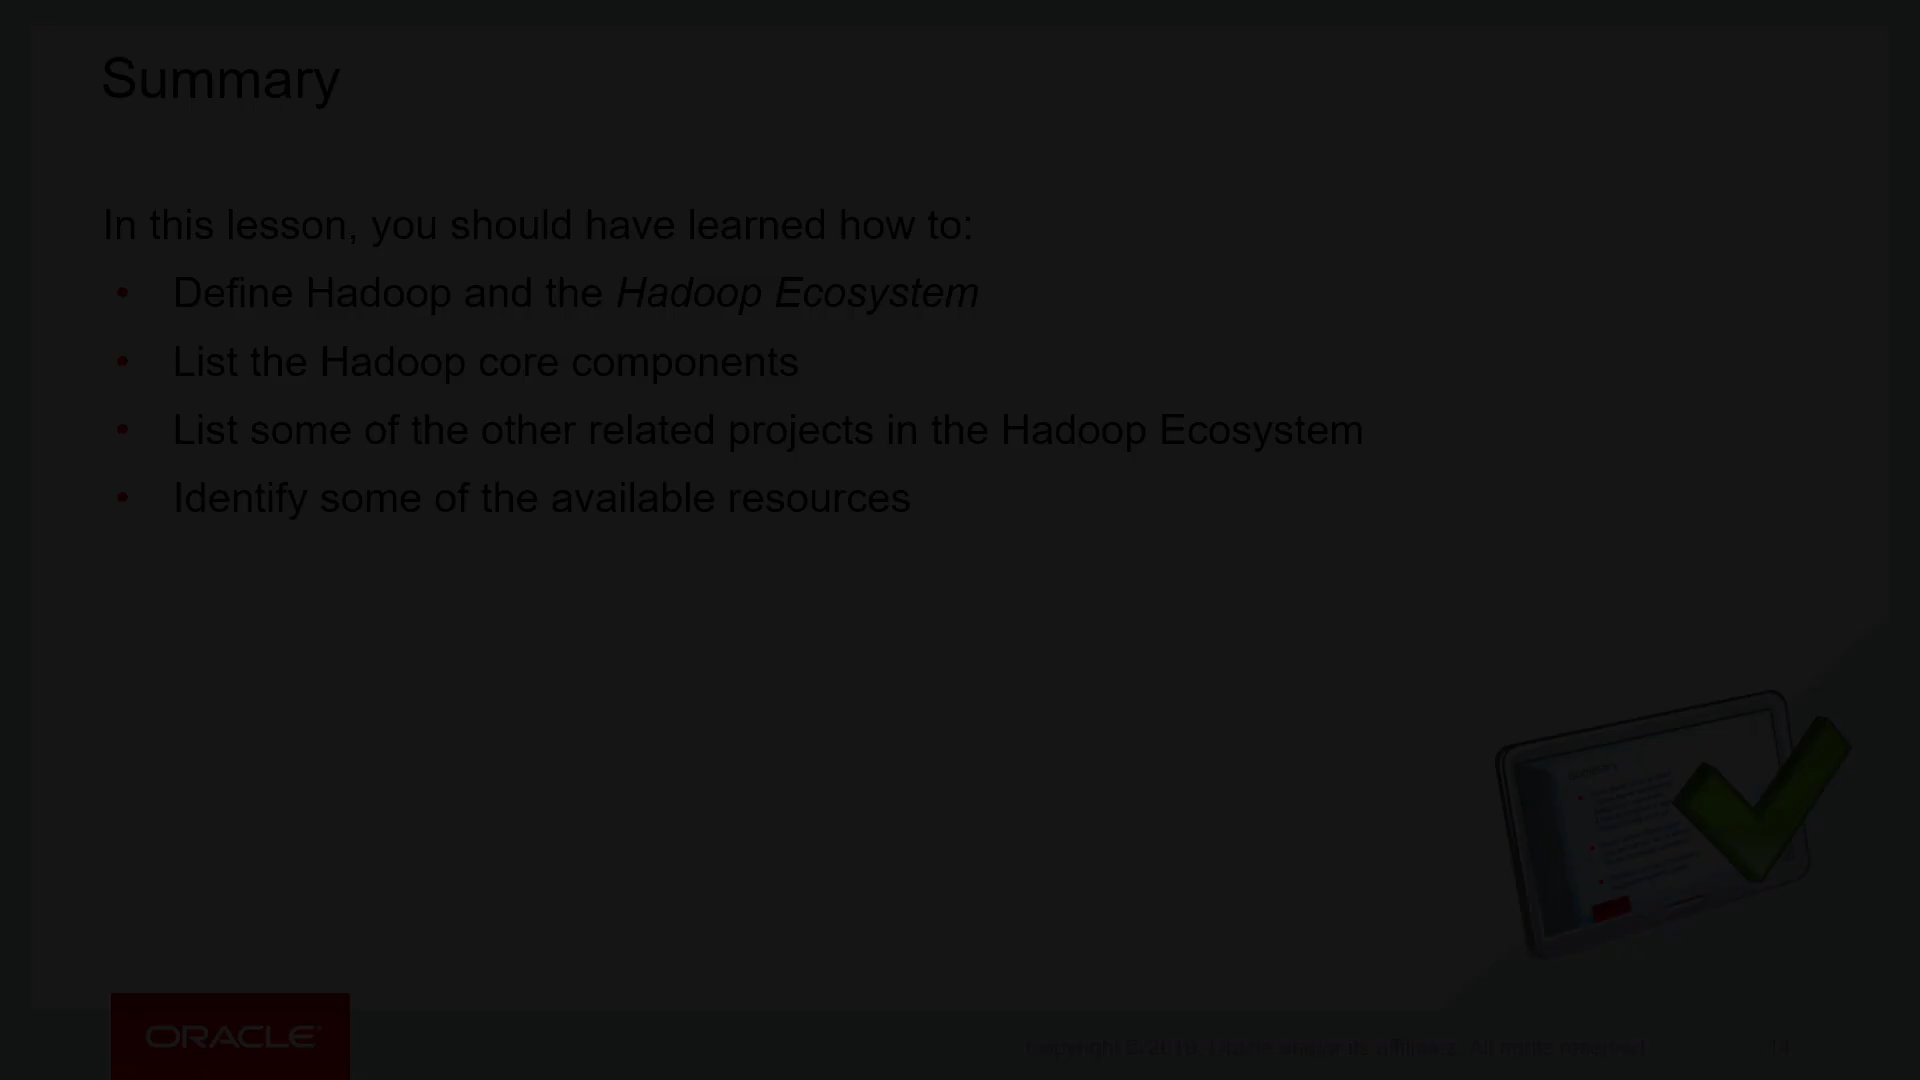 Summary
In this lesson, you should have learned how to:
• Define Hadoop and the Hadoop Ecosystem
• List the Hadoop core components
• List some of the other related projects in the Hadoop Ecosystem
• Identify some of the available resources
ORACLE